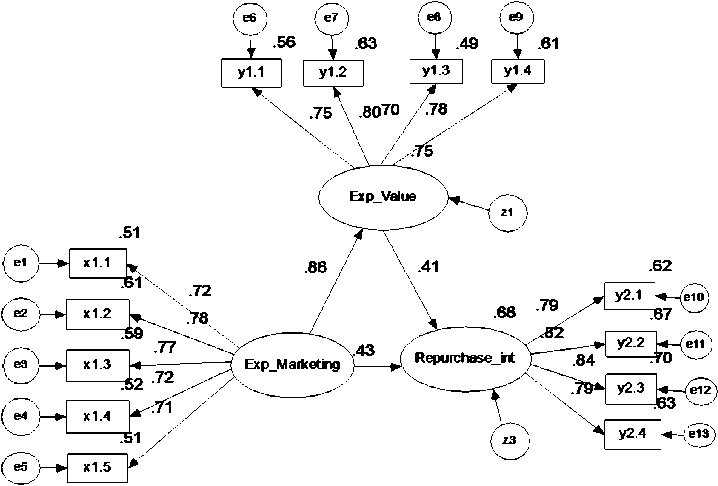 e6 e7 e8 e9
.56 .63 .49 .61
y1.1 y1.2 y1.3 y1.4
.75 .80 .70 .78
.75
Exp_Value
z1
.51
e1 x1.1
.61
.86 .41
.62
.72
y2.1 e10
e2 x1.2 .78
.68 .79 .67
.59
.82 y2.2 e11
.77 .43
e3 x1.3 Exp_Marketing Repurchase_int .84 .70
.52 .72
.79 y2.3 e12
.71 .63
e4 x1.4
.51
z3 y2.4 e13
e5 x1.5